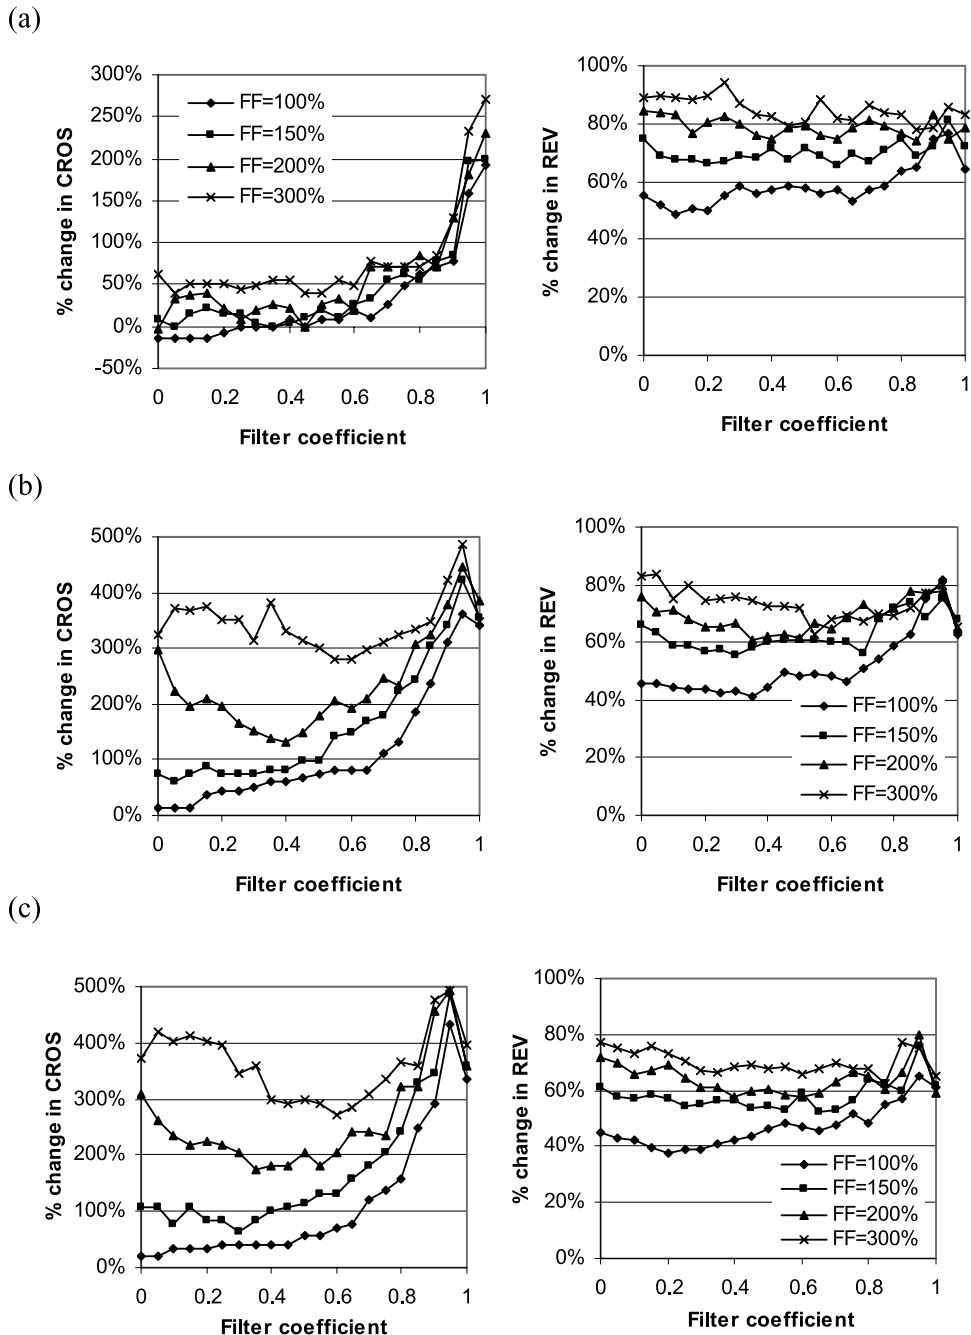 (a)
300%
250%
200%
150%
100%
50%
0%
-50%
% change in CROS
FF=100%
FF=150%
FF=200%
FF=300%
0 0.2 0.4 0.6 0.8 1
Filter coefficient
100%
80%
60%
40%
20%
0%
% change in REV
0 0.2 0.4 0.6 0.8 1
Filter coefficient
(b)
500%
400%
300%
200%
100%
0%
% change in CROS
0 0.2 0.4 0.6 0.8 1
Filter coefficient
100%
80%
60%
40%
20%
0%
% change in REV
FF=100%
FF=150%
FF=200%
FF=300%
0 0.2 0.4 0.6 0.8 1
Filter coefficient
(c)
500%
400%
300%
200%
100%
0%
% change in CROS
0 0.2 0.4 0.6 0.8 1
Filter coefficient
100%
80%
60%
40%
20%
0%
% change in REV
FF=100%
FF=150%
FF=200%
FF=300%
0 0.2 0.4 0.6 0.8 1
Filter coefficient